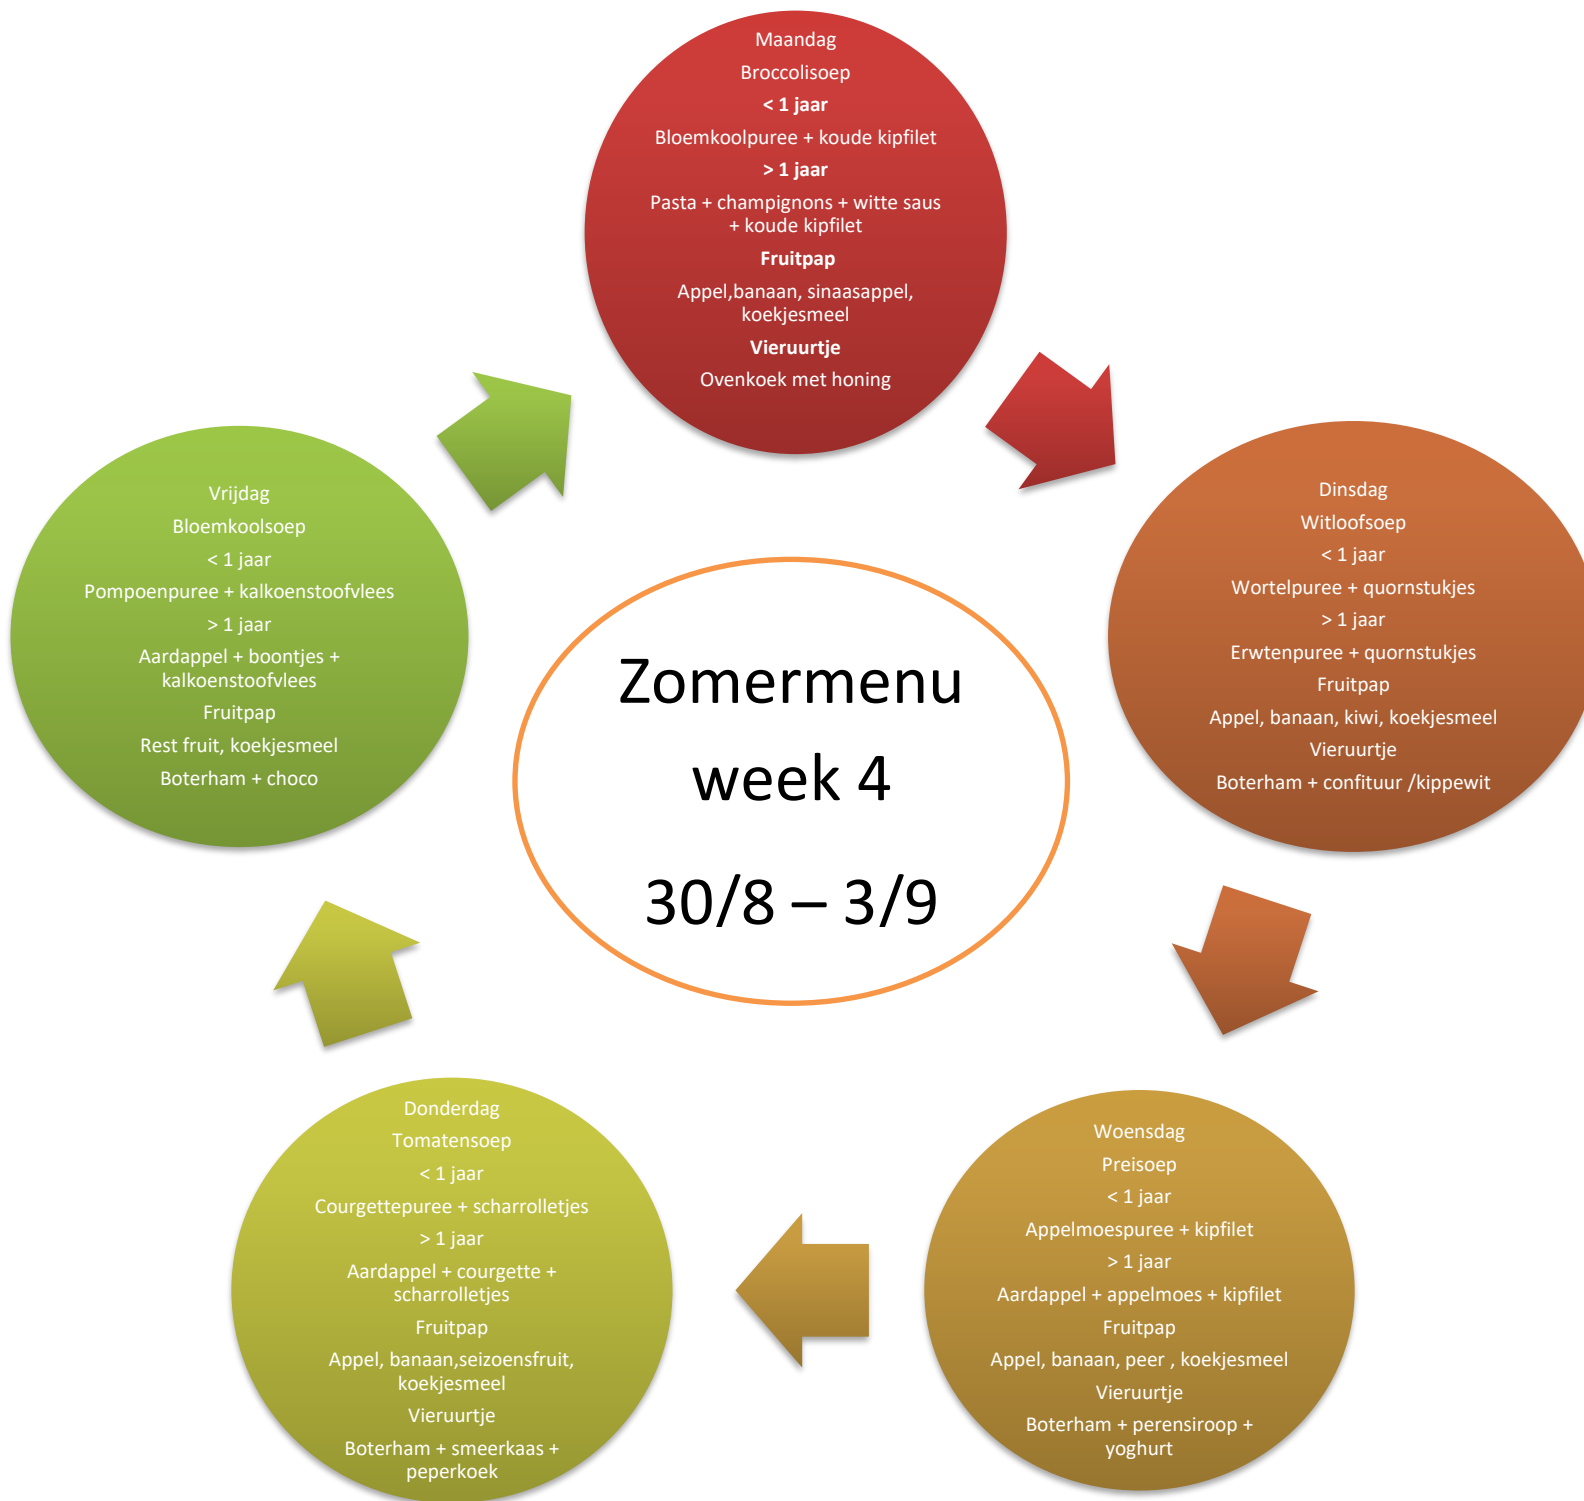 Maandag
Broccolisoep
< 1 jaar
Bloemkoolpuree + koude kipfilet
> 1 jaar
Pasta + champignons + witte saus
+ koude kipfilet
Fruitpap
Appel,banaan, sinaasappel,
koekjesmeel
Vieruurtje
Ovenkoek met honing
Dinsdag
Witloofsoep
< 1 jaar
Wortelpuree + quornstukjes
> 1 jaar
Erwtenpuree + quornstukjes
Fruitpap
Appel, banaan, kiwi, koekjesmeel
Vieruurtje
Boterham + confituur /kippewit
Woensdag
Preisoep
< 1 jaar
Appelmoespuree + kipfilet
> 1 jaar
Aardappel + appelmoes + kipfilet
Fruitpap
Appel, banaan, peer , koekjesmeel
Vieruurtje
Boterham + perensiroop +
yoghurt
Donderdag
Tomatensoep
< 1 jaar
Courgettepuree + scharrolletjes
> 1 jaar
Aardappel + courgette +
scharrolletjes
Fruitpap
Appel, banaan,seizoensfruit,
koekjesmeel
Vieruurtje
Boterham + smeerkaas +
peperkoek
Vrijdag
Bloemkoolsoep
< 1 jaar
Pompoenpuree + kalkoenstoofvlees
> 1 jaar
Aardappel + boontjes +
kalkoenstoofvlees
Fruitpap
Rest fruit, koekjesmeel
Boterham + choco
Zomermenu
week 4
30/8 – 3/9